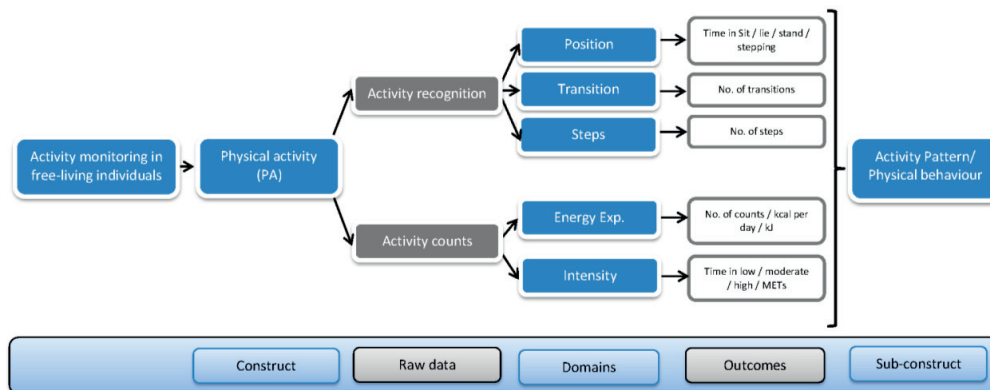 Activity monitoring in
free-living individuals
Physical activity
(PA)
Activity recognition
Activity counts
Position
Transition
Steps
Energy Exp.
Intensity
Time in Sit / lie / stand /
stepping
No. of transitions
No. of steps
No. of counts / kcal per
day / kJ
Time in low / moderate
/ high / METs
Activity Pattern/
Physical behaviour
Construct
Raw data
Domains
Outcomes
Sub-construct